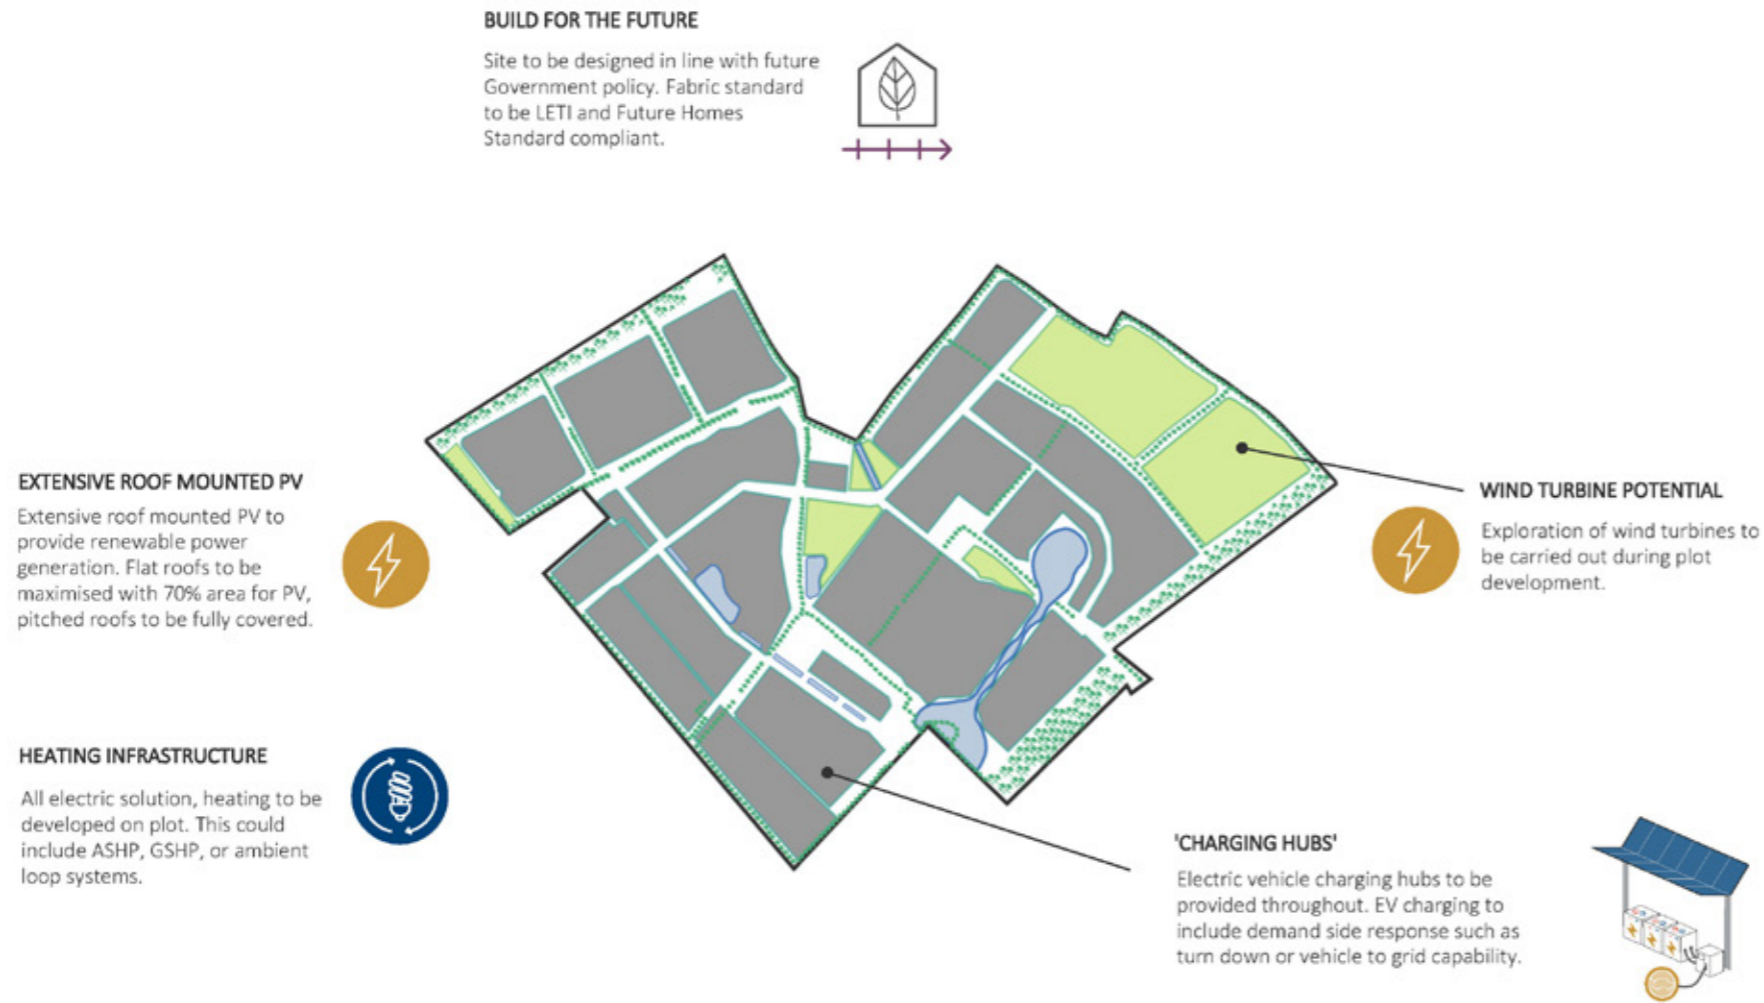 BUILD FOR THE FUTURE
Site to be designed in line with future
Government policy. Fabric standard
to be LETI and Future Homes
Standard compliant.
EXTENSIVE ROOF MOUNTED PV
Extensive roof mounted PV to
provide renewable power
generation. Flat roofs to be
maximised with 70% area for PV,
pitched roofs to be fully covered.
WIND TURBINE POTENTIAL
Exploration of wind turbines to
be carried out during plot
development.
HEATING INFRASTRUCTURE
All electric solution, heating to be
developed on plot. This could
include ASHP, GSHP, or ambient
loop systems.
'CHARGING HUBS'
Electric vehicle charging hubs to be
provided throughout. EV charging to
include demand side response such as
turn down or vehicle to grid capability.